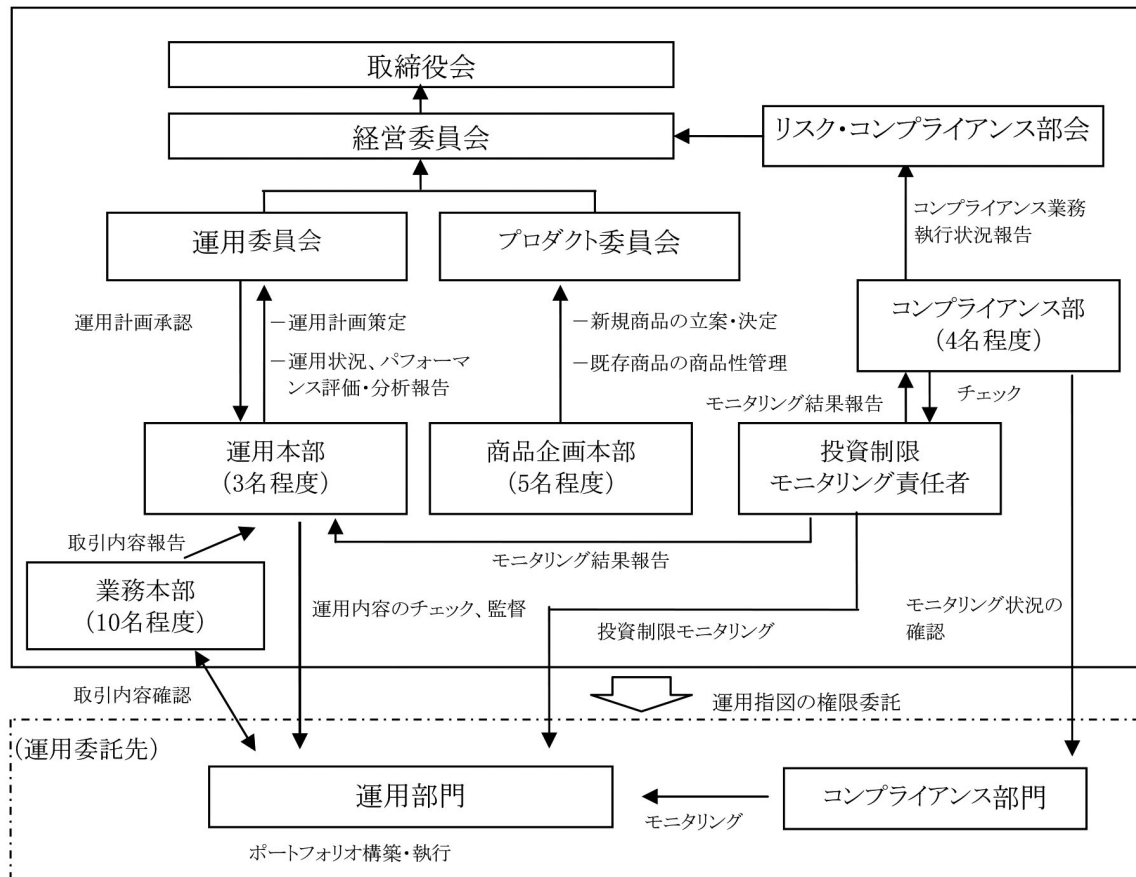 取締役会
経営委員会
リスク・コンプライアンス部会
コンプライアンス業務
執行状況報告
運用委員会
プロダクト委員会
コンプライアンス部
(4名程度)
運用計画承認
－運用計画策定
－運用状況、パフォーマ
ンス評価・分析報告
－新規商品の立案・決定
－既存商品の商品性管理
モニタリング結果報告
チェック
運用本部
(3名程度)
商品企画本部
(5名程度)
投資制限
モニタリング責任者
取引内容報告
モニタリング結果報告
業務本部
(10名程度)
運用内容のチェック、監督
投資制限モニタリング
モニタリング状況の
確認
取引内容確認
運用指図の権限委託
(運用委託先)
運用部門
モニタリング
コンプライアンス部門
ポートフォリオ構築・執行